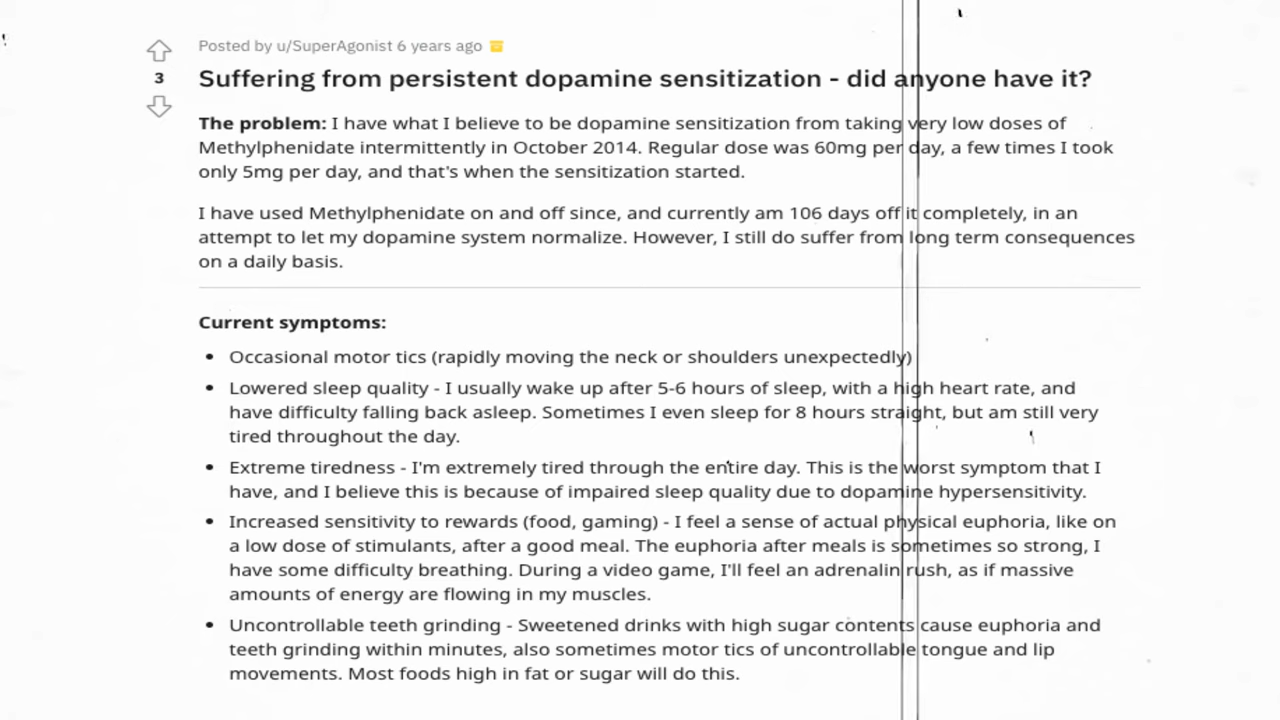 Posted by u/SuperAgonist 6 years ago
3
Suffering from persistent dopamine sensitization - did anyone have it?
The problem: I have what I believe to be dopamine sensitization from taking very low doses of
Methylphenidate intermittently in October 2014. Regular dose was 60mg per day, a few times I took
only 5mg per day, and that's when the sensitization started.
I have used Methylphenidate on and off since, and currently am 106 days off it completely, in an
attempt to let my dopamine system normalize. However, I still do suffer from long term consequences
on a daily basis.
Current symptoms:
• Occasional motor tics (rapidly moving the neck or shoulders unexpectedly)
• Lowered sleep quality - I usually wake up after 5-6 hours of sleep, with a high heart rate, and
have difficulty falling back asleep. Sometimes I even sleep for 8 hours straight, but am still very
tired throughout the day.
• Extreme tiredness - I'm extremely tired through the entire day. This is the worst symptom that I
have, and I believe this is because of impaired sleep quality due to dopamine hypersensitivity.
• Increased sensitivity to rewards (food, gaming) - I feel a sense of actual physical euphoria, like on
a low dose of stimulants, after a good meal. The euphoria after meals is sometimes so strong, I
have some difficulty breathing. During a video game, I'll feel an adrenalin rush, as if massive
amounts of energy are flowing in my muscles.
• Uncontrollable teeth grinding - Sweetened drinks with high sugar contents cause euphoria and
teeth grinding within minutes, also sometimes motor tics of uncontrollable tongue and lip
movements. Most foods high in fat or sugar will do this.